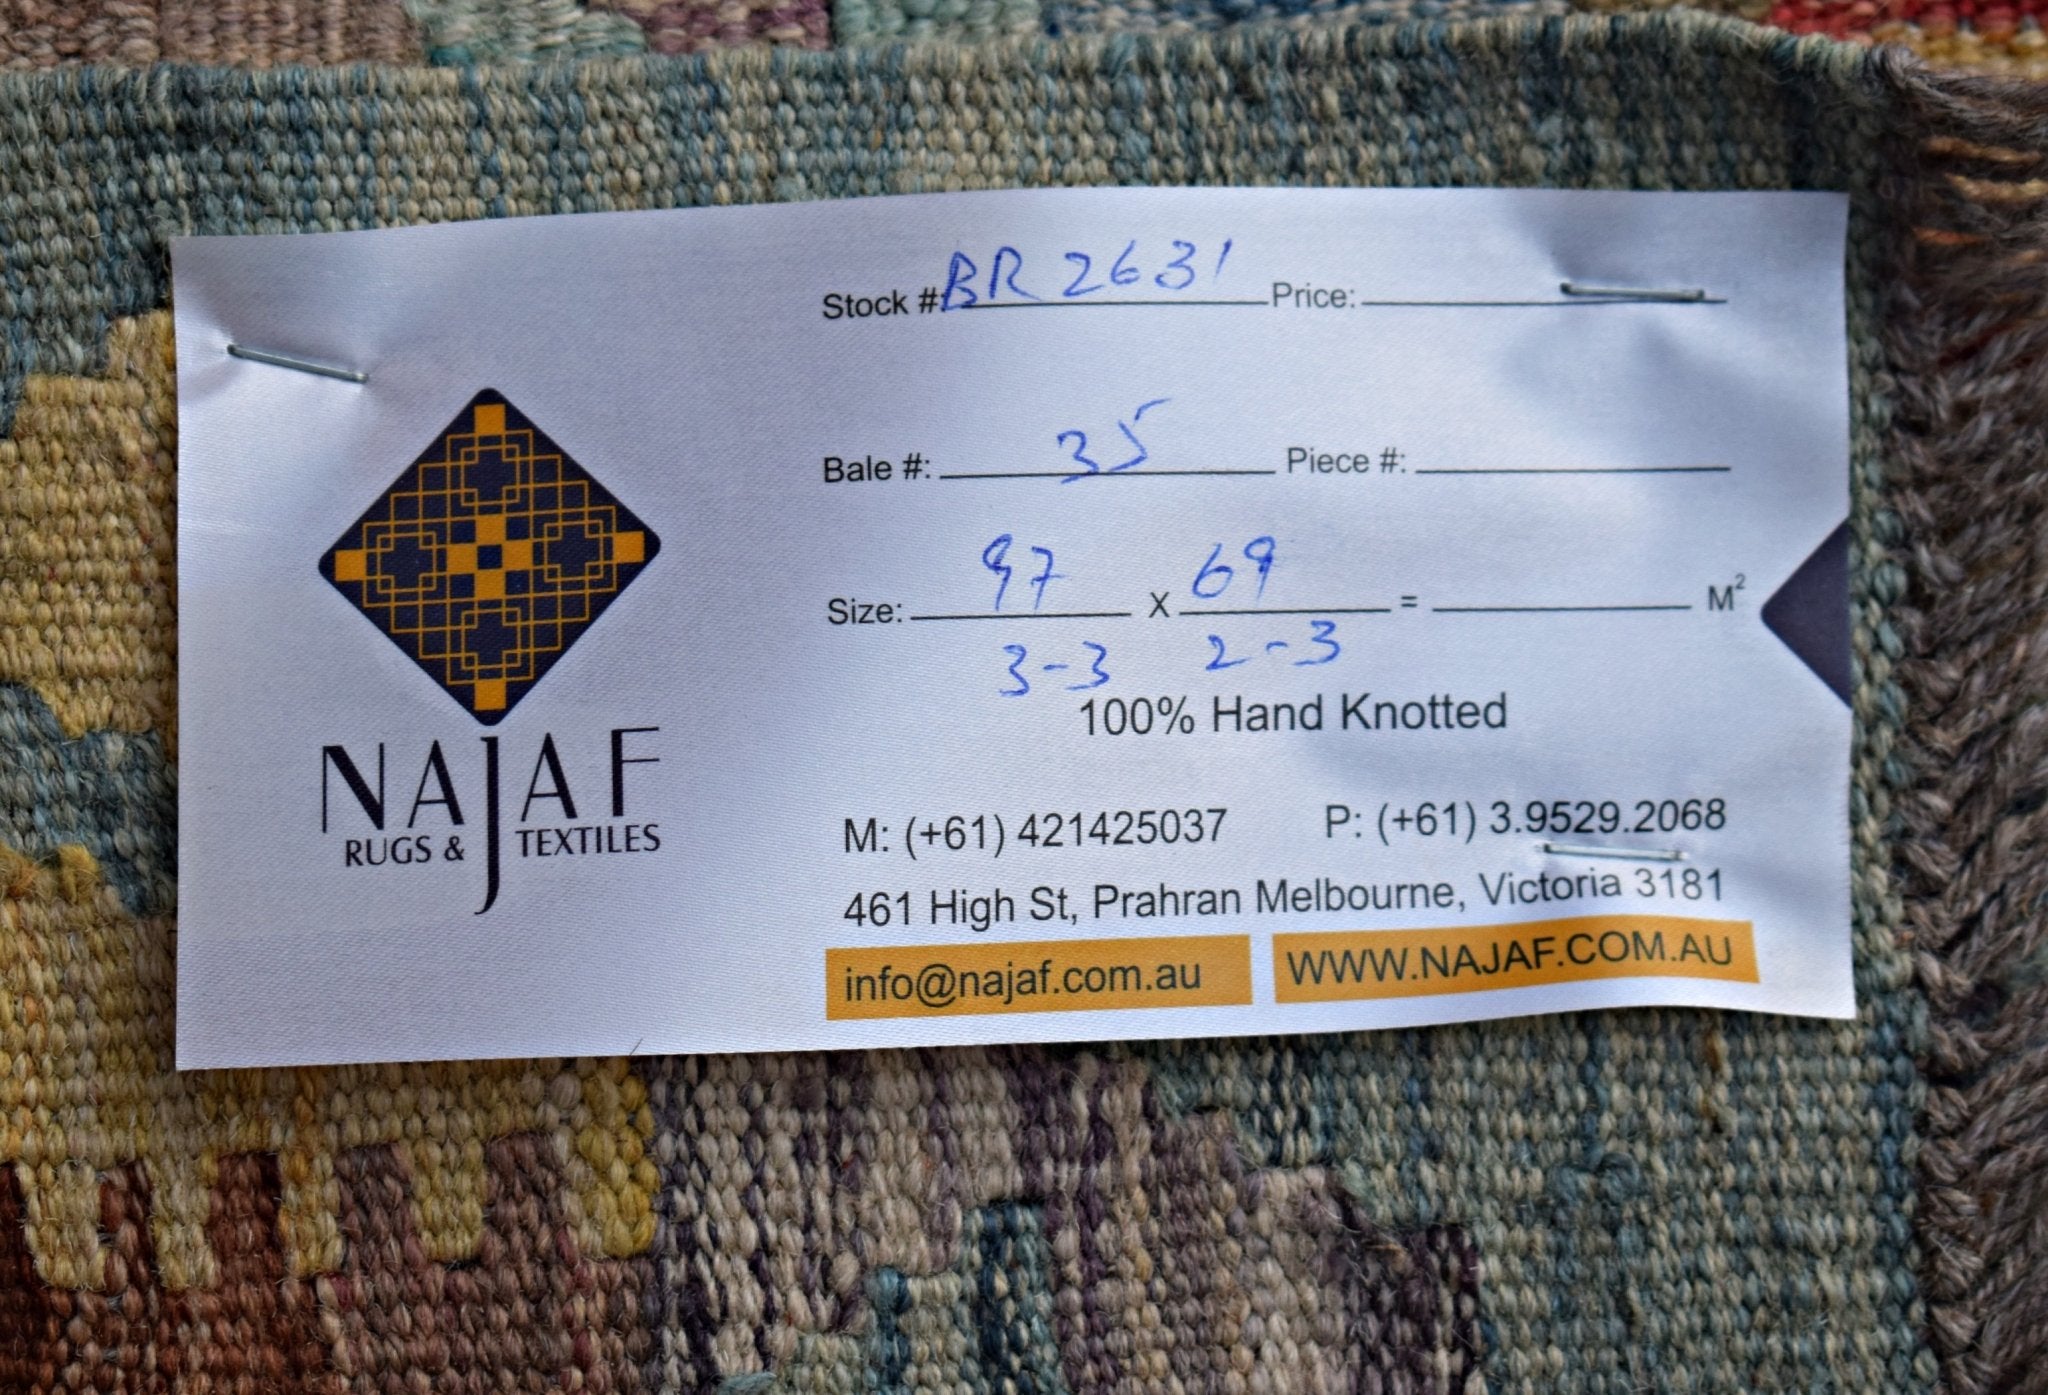 Stock #: BR 2631 Price:
Bale #: 35 Piece #:
Size: 97 X 69 = M²
3-3 2-3
100% Hand Knotted
NAJAF
RUGS & TEXTILES
M: (+61) 421425037 P: (+61) 3.9529.2068
461 High St, Prahran Melbourne, Victoria 3181
info@najaf.com.au WWW.NAJAF.COM.AU